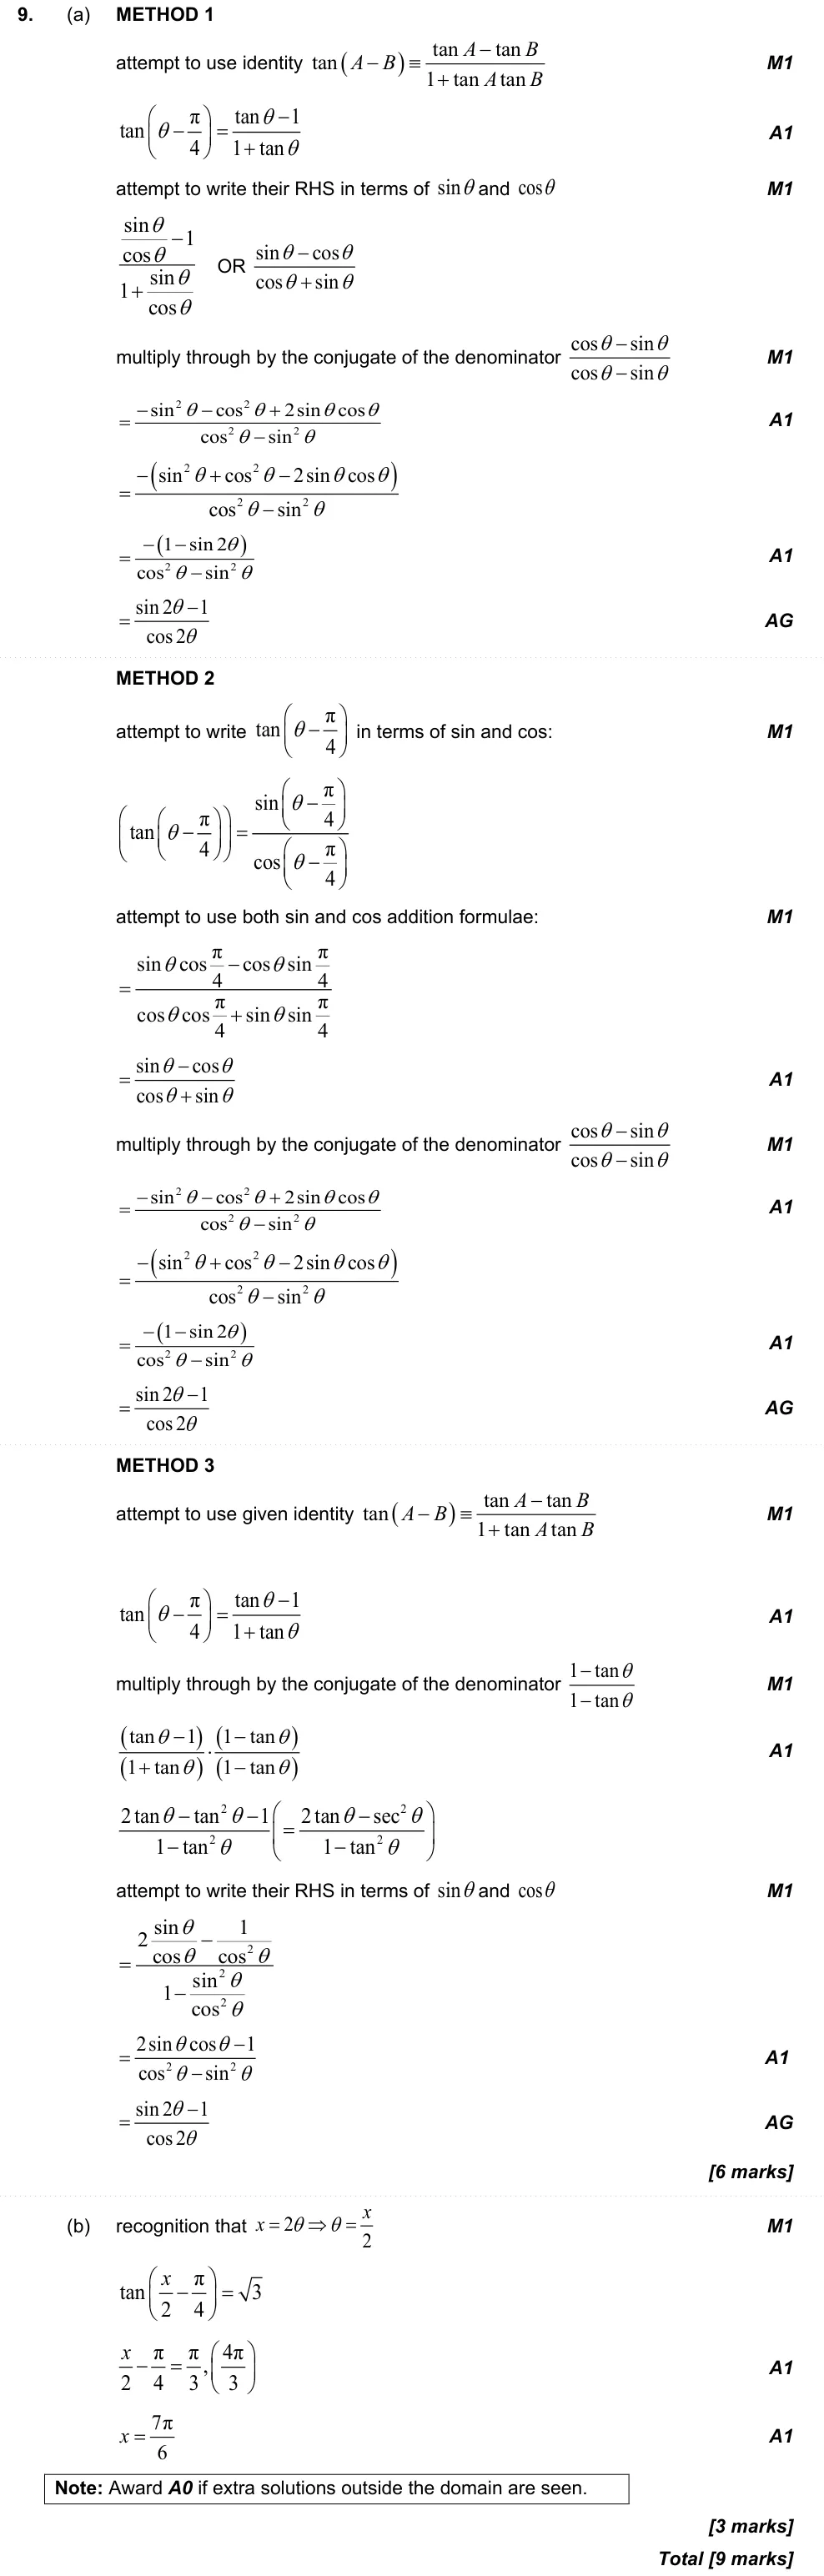 9. (a) METHOD 1
attempt to use identity tan(A − B) ≡ (tan A − tan B)/(1 + tan A tan B) M1
tan(θ − π/4) = (tan θ − 1)/(1 + tan θ) A1
attempt to write their RHS in terms of sin θ and cos θ M1
(sin θ/cos θ − 1)/(1 + sin θ/cos θ) OR (sin θ − cos θ)/(cos θ + sin θ)
multiply through by the conjugate of the denominator (cos θ − sin θ)/(cos θ − sin θ) M1
= (−sin² θ − cos² θ + 2 sin θ cos θ)/(cos² θ − sin² θ) A1
= −(sin² θ + cos² θ − 2 sin θ cos θ)/(cos² θ − sin² θ)
= −(1 − sin 2θ)/(cos² θ − sin² θ) A1
= (sin 2θ − 1)/(cos 2θ) AG
METHOD 2
attempt to write tan(θ − π/4) in terms of sin and cos: M1
(tan(θ − π/4)) = sin(θ − π/4)/cos(θ − π/4)
attempt to use both sin and cos addition formulae: M1
= (sin θ cos π/4 − cos θ sin π/4)/(cos θ cos π/4 + sin θ sin π/4)
= (sin θ − cos θ)/(cos θ + sin θ) A1
multiply through by the conjugate of the denominator (cos θ − sin θ)/(cos θ − sin θ) M1
= (−sin² θ − cos² θ + 2 sin θ cos θ)/(cos² θ − sin² θ) A1
= −(sin² θ + cos² θ − 2 sin θ cos θ)/(cos² θ − sin² θ)
= −(1 − sin 2θ)/(cos² θ − sin² θ) A1
= (sin 2θ − 1)/(cos 2θ) AG
METHOD 3
attempt to use given identity tan(A − B) ≡ (tan A − tan B)/(1 + tan A tan B) M1
tan(θ − π/4) = (tan θ − 1)/(1 + tan θ) A1
multiply through by the conjugate of the denominator (1 − tan θ)/(1 − tan θ) M1
(tan θ − 1)/(1 + tan θ) · (1 − tan θ)/(1 − tan θ) A1
(2 tan θ − tan² θ − 1)/(1 − tan² θ) (= (2 tan θ − sec² θ)/(1 − tan² θ))
attempt to write their RHS in terms of sin θ and cos θ M1
= (2 sin θ/cos θ − 1/cos² θ)/(1 − sin² θ/cos² θ)
= (2 sin θ cos θ − 1)/(cos² θ − sin² θ) A1
= (sin 2θ − 1)/(cos 2θ) AG
[6 marks]
(b) recognition that x = 2θ ⇒ θ = x/2 M1
tan(x/2 − π/4) = √3
x/2 − π/4 = π/3, (4π/3) A1
x = 7π/6 A1
Note: Award A0 if extra solutions outside the domain are seen.
[3 marks]
Total [9 marks]